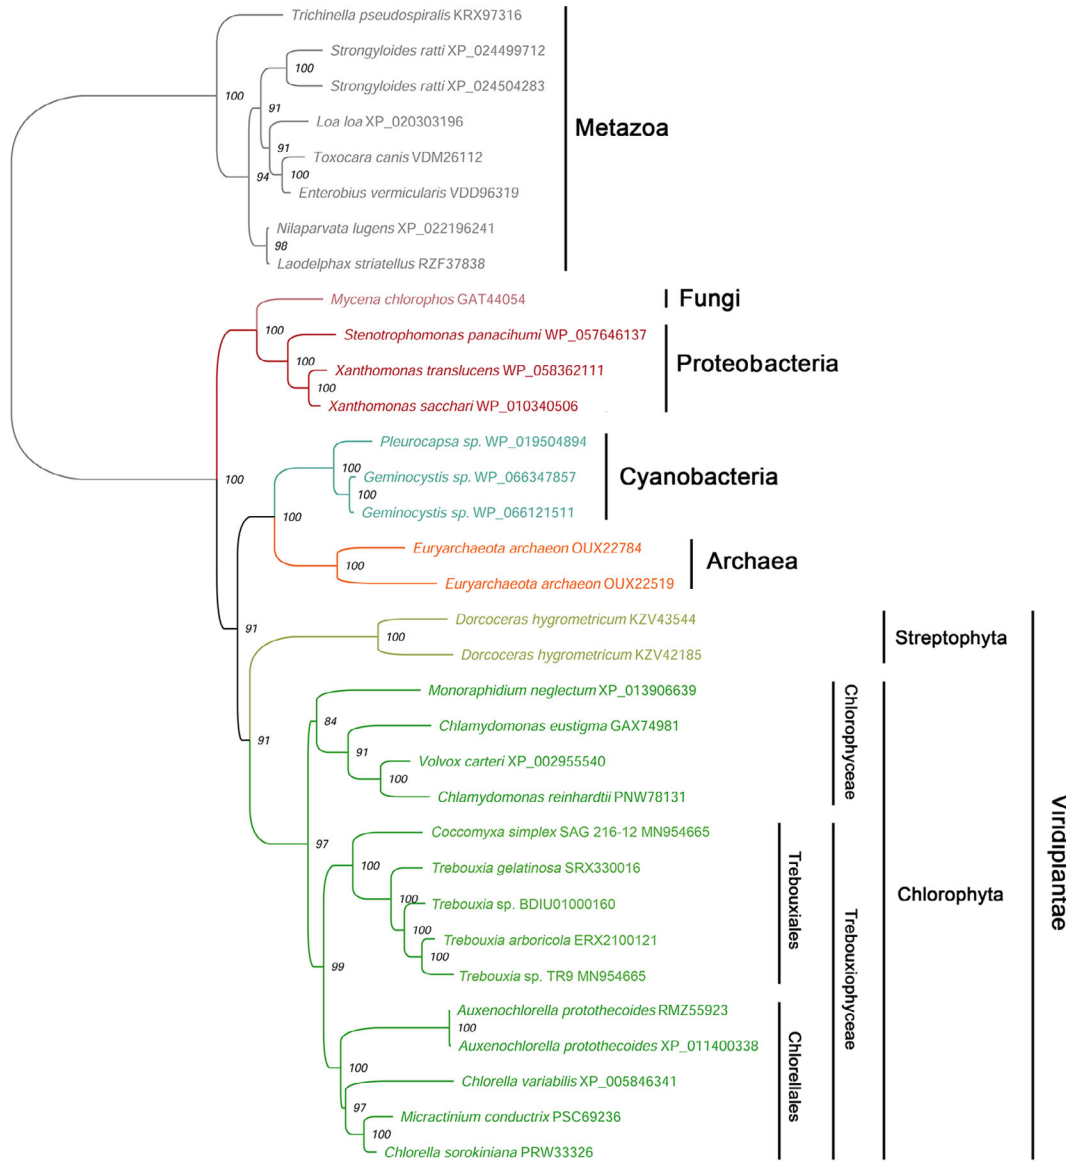 Trichinella pseudospiralis KRX97316
Strongyloides ratti XP_024499712
100
Strongyloides ratti XP_024504283
100
91
Loa loa XP_020303196
Metazoa
91
Toxocara canis VDM26112
100
94
Enterobius vermicularis VDD96319
Nilaparvata lugens XP_022196241
98
Laodelphax striatellus RZF37838
Mycena chlorophos GAT44054
Fungi
100
Stenotrophomonas panacihumi WP_057646137
100
Xanthomonas translucens WP_058362111
Proteobacteria
100
Xanthomonas sacchari WP_010340506
Pleurocapsa sp. WP_019504894
100
Geminocystis sp. WP_066347857
Cyanobacteria
100
100
Geminocystis sp. WP_066121511
100
Euryarchaeota archaeon OUX22784
100
Archaea
Euryarchaeota archaeon OUX22519
Dorcoceras hygrometricum KZV43544
91
100
Streptophyta
Dorcoceras hygrometricum KZV42185
Monoraphidium neglectum XP_013906639
84
Chlamydomonas eustigma GAX74981
91
91
Volvox carteri XP_002955540
100
Chlamydomonas reinhardtii PNW78131
Chlorophyceae
Coccomyxa simplex SAG 216-12 MN954665
97
100
Trebouxia gelatinosa SRX330016
100
Trebouxia sp. BDIU01000160
100
Trebouxia arboricola ERX2100121
100
99
Trebouxia sp. TR9 MN954665
Trebouxiales
Trebouxiophyceae
Chlorophyta
Viridiplantae
Auxenochlorella protothecoides RMZ55923
100
Auxenochlorella protothecoides XP_011400338
100
Chlorella variabilis XP_005846341
97
Micractinium conductrix PSC69236
100
Chlorella sorokiniana PRW33326
Chlorellales